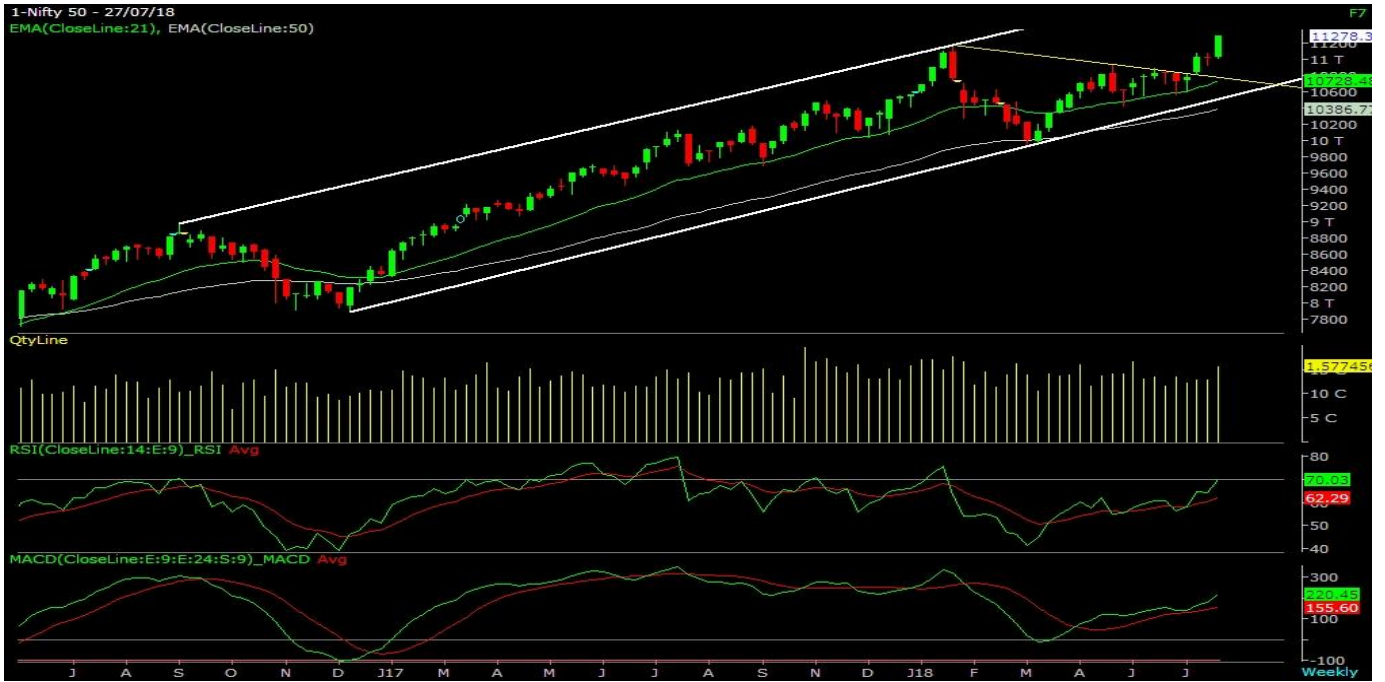 1-Nifty 50 - 27/07/18 F7
EMA(CloseLine:21), EMA(CloseLine:50)
11278.3
11200
11 T
10728.48
10600
10386.77
10200
10 T
9800
9600
9400
9200
9 T
8800
8600
8400
8200
8 T
7800
QtyLine
1.577456
10 C
5 C
RSI(CloseLine:14:E:9)_RSI Avg
80
70.03
62.29
50
40
MACD(CloseLine:E:9:E:24:S:9)_MACD Avg
300
220.45
155.60
100
-100
J A S O N D J17 M A M J J A S N D J18 F M A J J Weekly